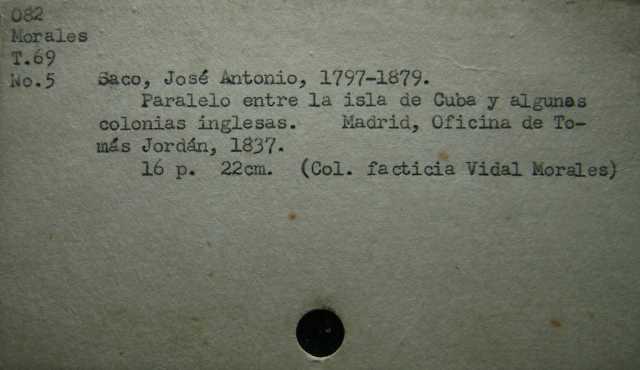 082
Morales
T.69
No.5 Saco, José Antonio, 1797-1879.
Paralelo entre la isla de Cuba y algunas
colonias inglesas. Madrid, Oficina de To-
más Jordán, 1837.
16 p. 22cm. (Col. facticia Vidal Morales)